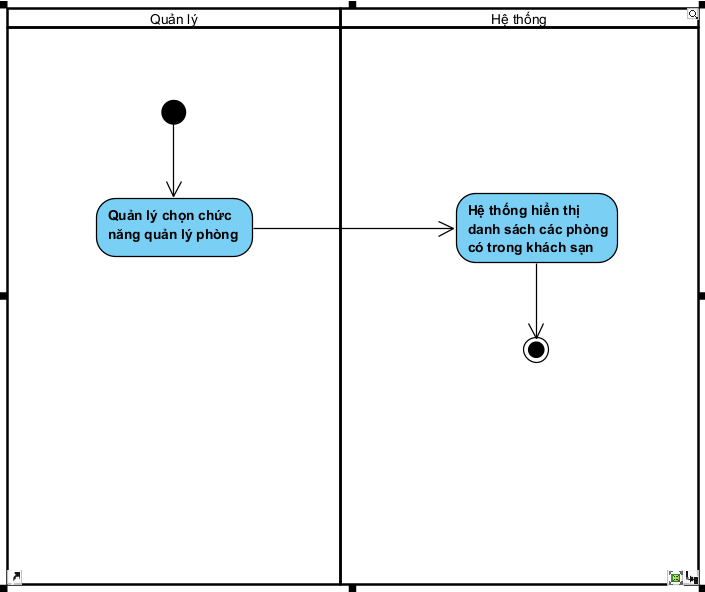 Quản lý
Hệ thống
Quản lý chọn chức
năng quản lý phòng
Hệ thống hiển thị
danh sách các phòng
có trong khách sạn